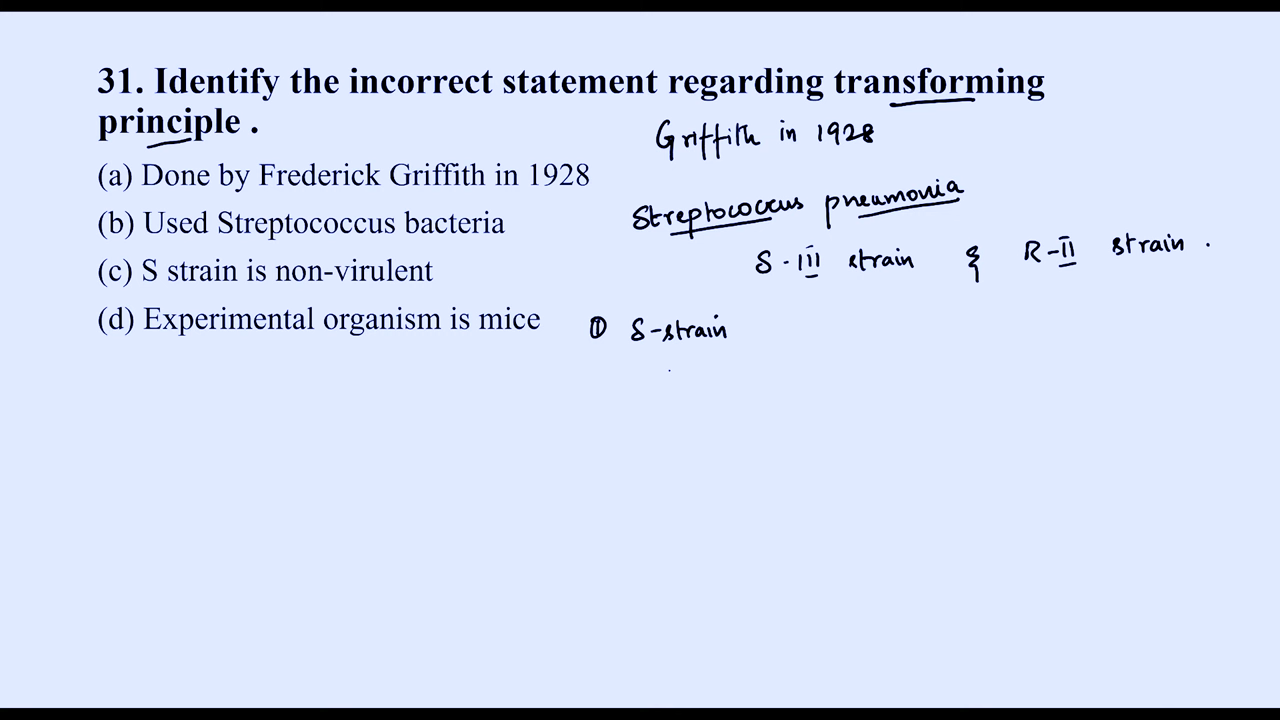 31. Identify the incorrect statement regarding transforming
principle .
Griffith in 1928
(a) Done by Frederick Griffith in 1928
Streptococcus pneumonia
(b) Used Streptococcus bacteria
S-III strain & R-II strain .
(c) S strain is non-virulent
(d) Experimental organism is mice
① S-strain